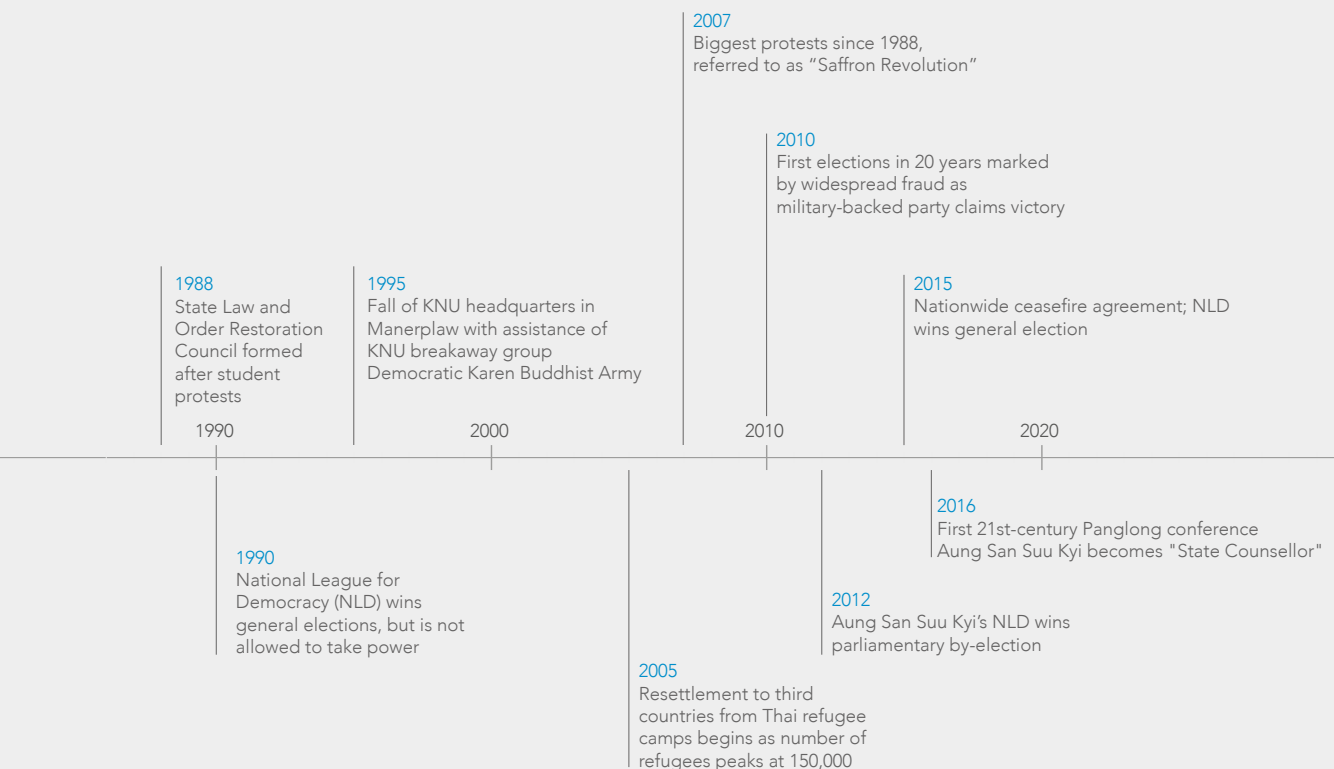 2007
Biggest protests since 1988,
referred to as “Saffron Revolution”
2010
First elections in 20 years marked
by widespread fraud as
military-backed party claims victory
1988
State Law and
Order Restoration
Council formed
after student
protests
1995
Fall of KNU headquarters in
Manerplaw with assistance of
KNU breakaway group
Democratic Karen Buddhist Army
2015
Nationwide ceasefire agreement; NLD
wins general election
1990
2000
2010
2020
1990
National League for
Democracy (NLD) wins
general elections, but is not
allowed to take power
2005
Resettlement to third
countries from Thai refugee
camps begins as number of
refugees peaks at 150,000
2012
Aung San Suu Kyi’s NLD wins
parliamentary by-election
2016
First 21st-century Panglong conference
Aung San Suu Kyi becomes "State Counsellor"